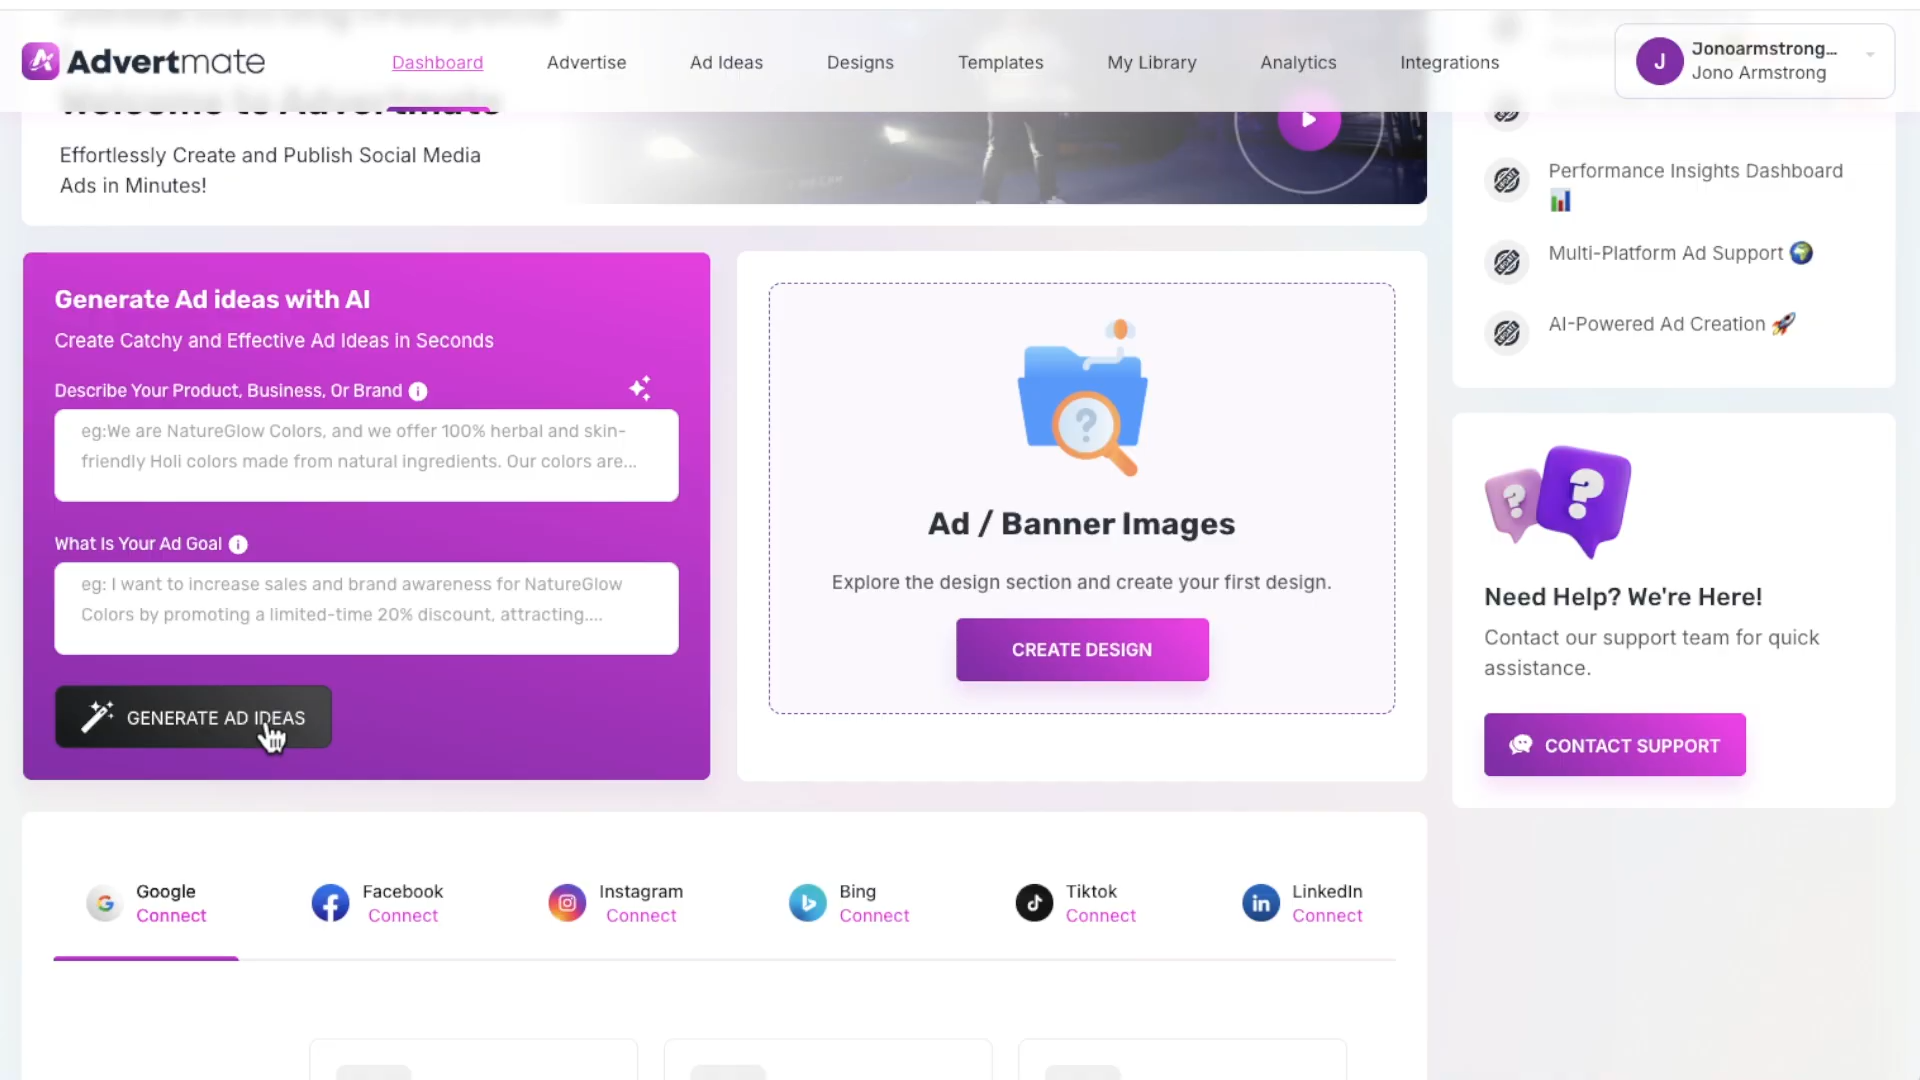 Advertmate
Dashboard
Advertise
Ad Ideas
Designs
Templates
My Library
Analytics
Integrations
J
Jonoarmstrong...
Jono Armstrong
Welcome to Advertmate
Effortlessly Create and Publish Social Media
Ads in Minutes!
Performance Insights Dashboard 📊
Multi-Platform Ad Support 🌍
AI-Powered Ad Creation 🚀
Generate Ad ideas with AI
Create Catchy and Effective Ad Ideas in Seconds
Describe Your Product, Business, Or Brand
eg:We are NatureGlow Colors, and we offer 100% herbal and skin-
friendly Holi colors made from natural ingredients. Our colors are...
What Is Your Ad Goal
eg: I want to increase sales and brand awareness for NatureGlow
Colors by promoting a limited-time 20% discount, attracting....
GENERATE AD IDEAS
Ad / Banner Images
Explore the design section and create your first design.
CREATE DESIGN
Need Help? We're Here!
Contact our support team for quick
assistance.
CONTACT SUPPORT
Google
Connect
Facebook
Connect
Instagram
Connect
Bing
Connect
Tiktok
Connect
LinkedIn
Connect